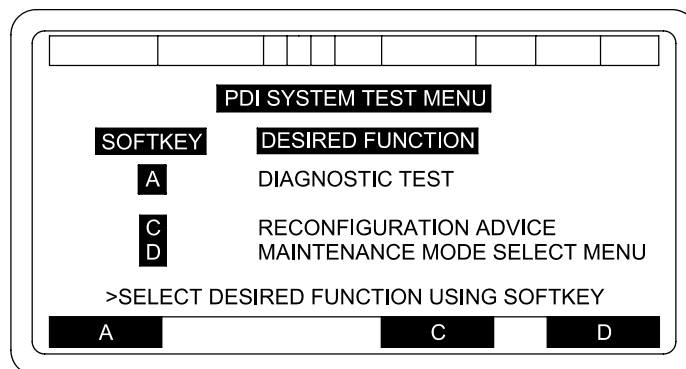 PDI SYSTEM TEST MENU
SOFTKEY DESIRED FUNCTION
A DIAGNOSTIC TEST
C RECONFIGURATION ADVICE
D MAINTENANCE MODE SELECT MENU
>SELECT DESIRED FUNCTION USING SOFTKEY
A C D